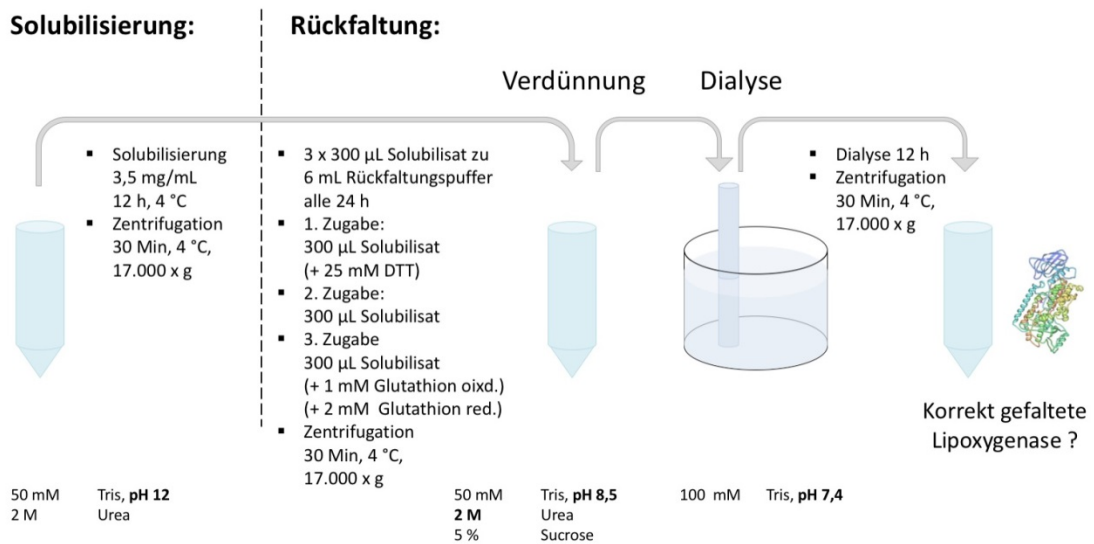 Solubilisierung:
Rückfaltung:
Verdünnung
Dialyse
▪ Solubilisierung
3,5 mg/mL
12 h, 4 °C
▪ Zentrifugation
30 Min, 4 °C,
17.000 x g
▪ 3 x 300 µL Solubilisat zu
6 mL Rückfaltungspuffer
alle 24 h
▪ 1. Zugabe:
300 µL Solubilisat
(+ 25 mM DTT)
▪ 2. Zugabe:
300 µL Solubilisat
▪ 3. Zugabe
300 µL Solubilisat
(+ 1 mM Glutathion oixd.)
(+ 2 mM Glutathion red.)
▪ Zentrifugation
30 Min, 4 °C,
17.000 x g
▪ Dialyse 12 h
▪ Zentrifugation
30 Min, 4 °C,
17.000 x g
Korrekt gefaltete
Lipoxygenase ?
50 mM Tris, pH 12
2 M Urea
50 mM Tris, pH 8,5
2 M Urea
5 % Sucrose
100 mM Tris, pH 7,4